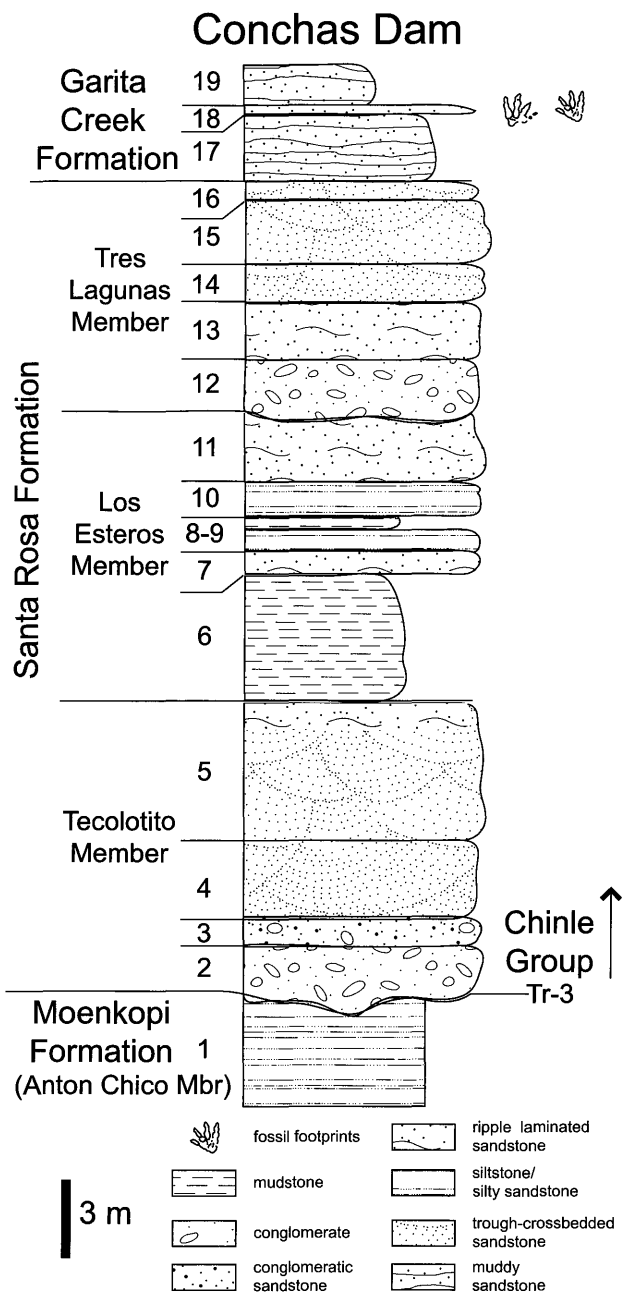 Conchas Dam
Garita
Creek
Formation
19
18
17
16
15
14
13
12
Tres
Lagunas
Member
Santa Rosa Formation
11
10
8-9
7
6
Los
Esteros
Member
5
4
3
2
Tecolotito
Member
Chinle
Group
Tr-3
Moenkopi
Formation
(Anton Chico Mbr)
1
3 m
fossil footprints
mudstone
conglomerate
conglomeratic
sandstone
ripple laminated
sandstone
siltstone/
silty sandstone
trough-crossbedded
sandstone
muddy
sandstone